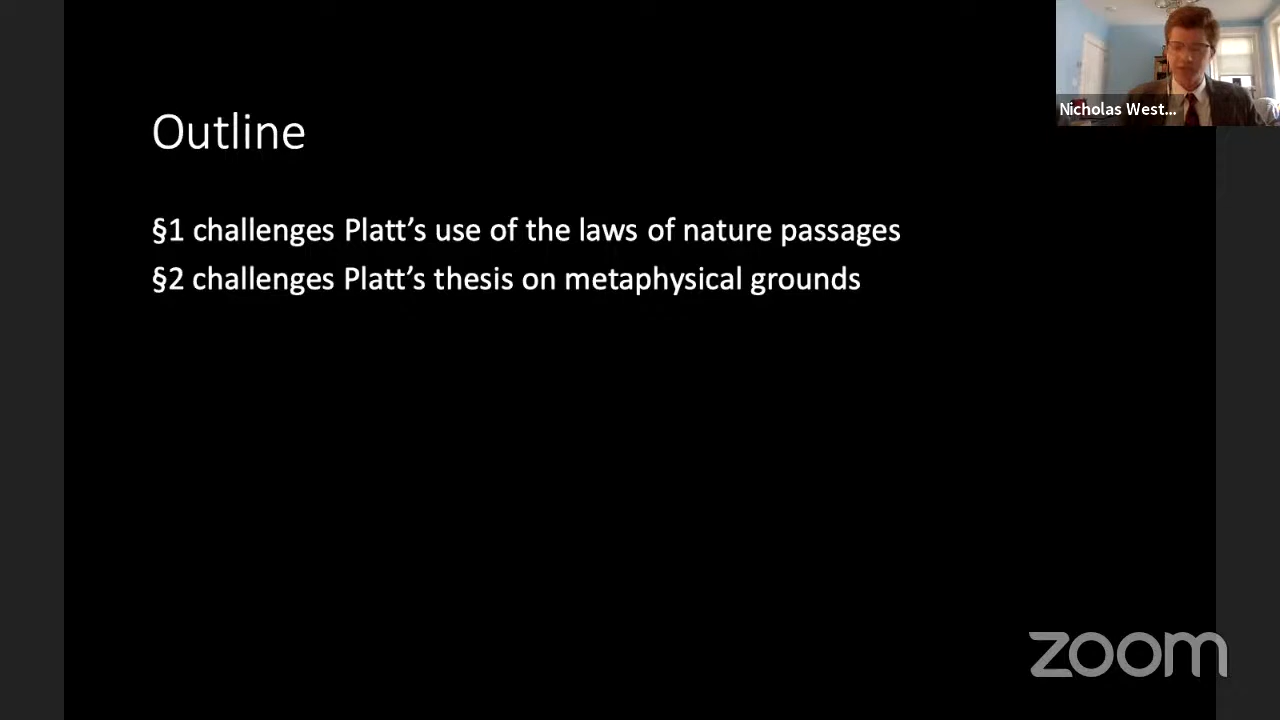 Outline
§1 challenges Platt's use of the laws of nature passages
§2 challenges Platt's thesis on metaphysical grounds
Nicholas West...
zoom